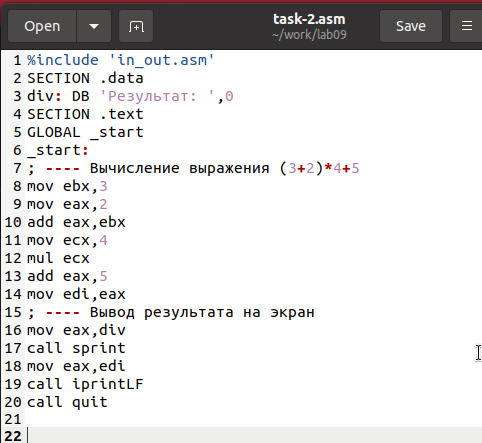 Open
task-2.asm
~/work/lab09
Save
1 %include 'in_out.asm'
2 SECTION .data
3 div: DB 'Результат: ',0
4 SECTION .text
5 GLOBAL _start
6 _start:
7 ; ---- Вычисление выражения (3+2)*4+5
8 mov ebx,3
9 mov eax,2
10 add eax,ebx
11 mov ecx,4
12 mul ecx
13 add eax,5
14 mov edi,eax
15 ; ---- Вывод результата на экран
16 mov eax,div
17 call sprint
18 mov eax,edi
19 call iprintLF
20 call quit
21
22